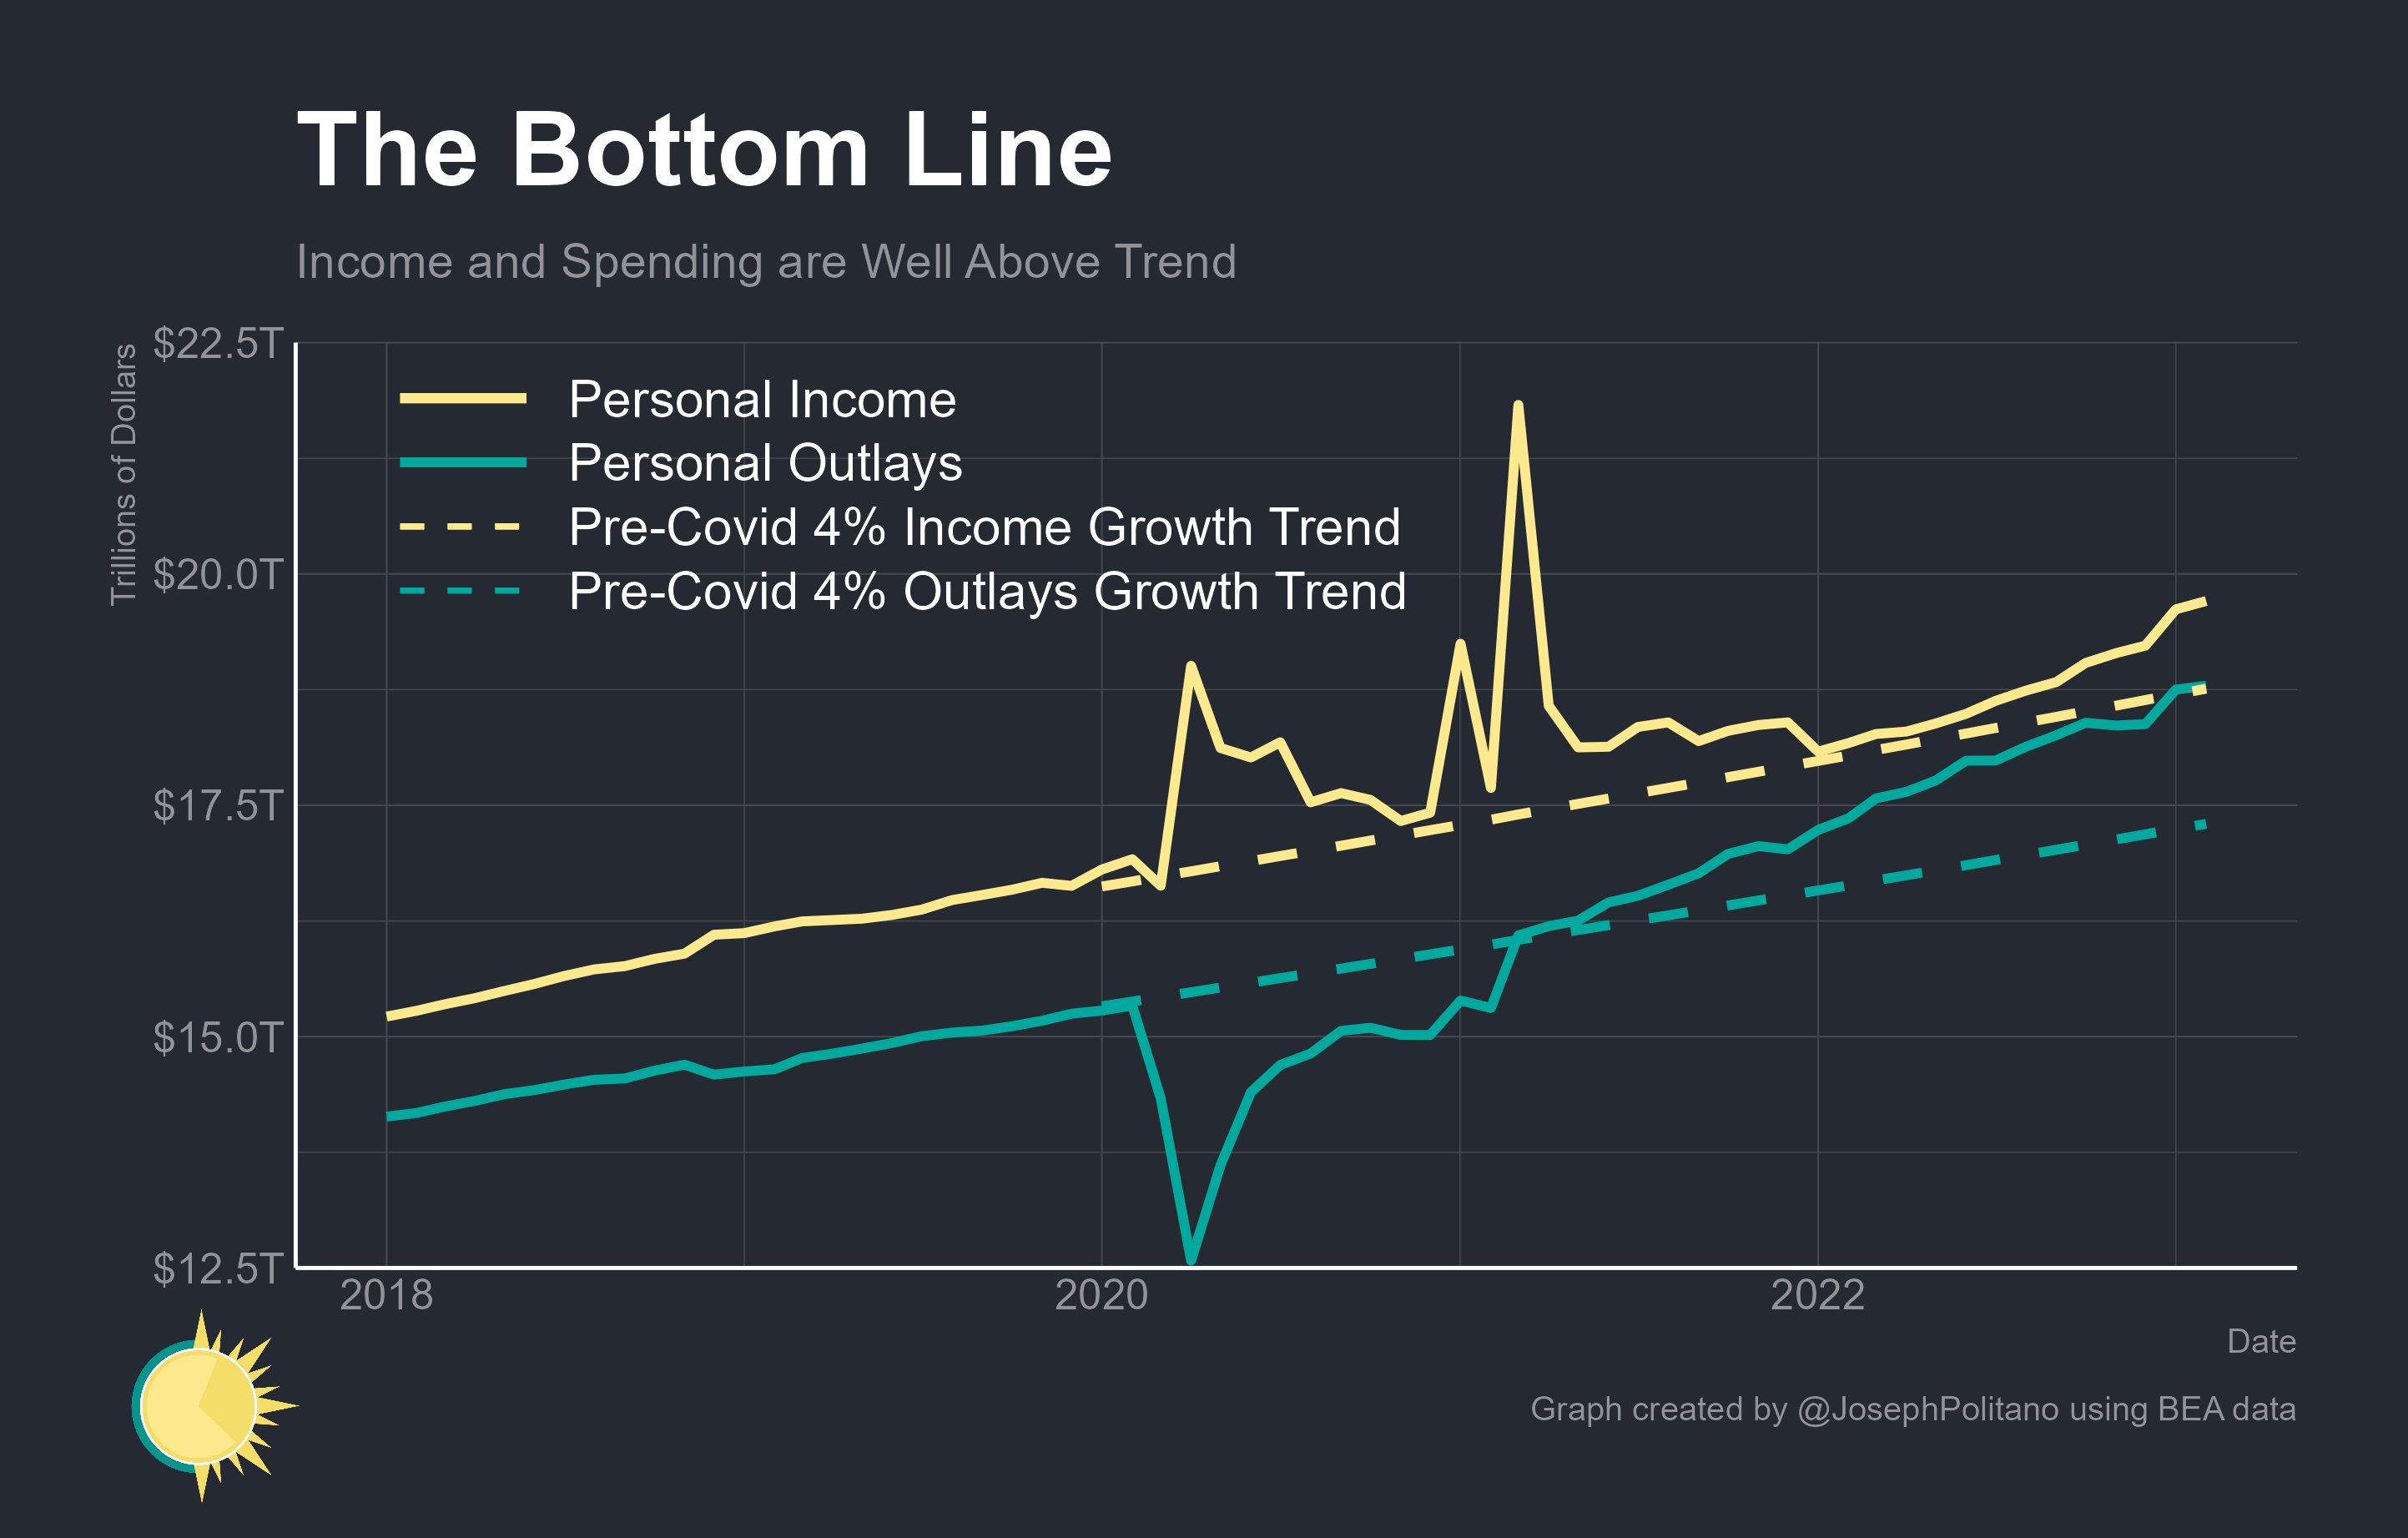 The Bottom Line
Income and Spending are Well Above Trend
Trillions of Dollars
$22.5T
$20.0T
$17.5T
$15.0T
$12.5T
Personal Income
Personal Outlays
Pre-Covid 4% Income Growth Trend
Pre-Covid 4% Outlays Growth Trend
2018
2020
2022
Date
Graph created by @JosephPolitano using BEA data